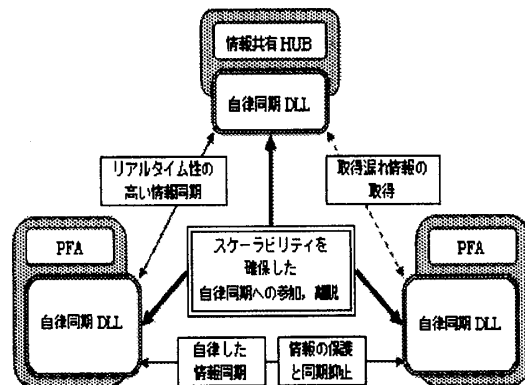 情報共有 HUB
自律同期 DLL
リアルタイム性の
高い情報同期
取得漏れ情報の
取得
PFA
自律同期 DLL
スケーラビリティを
確保した
自律同期への参加，離脱
PFA
自律同期 DLL
自律した
情報同期
情報の保護
と同期抑止